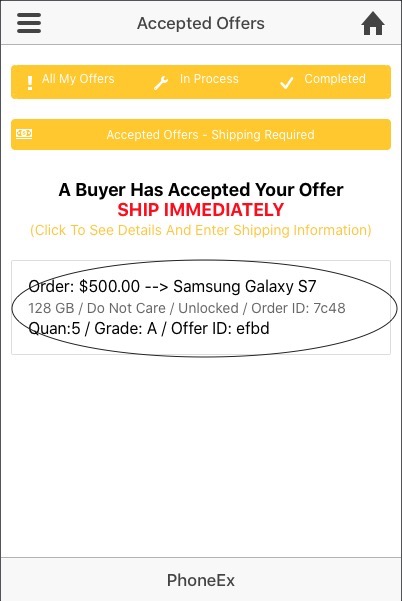 Accepted Offers
All My Offers In Process Completed
Accepted Offers - Shipping Required
A Buyer Has Accepted Your Offer
SHIP IMMEDIATELY
(Click To See Details And Enter Shipping Information)
Order: $500.00 --> Samsung Galaxy S7
128 GB / Do Not Care / Unlocked / Order ID: 7c48
Quan:5 / Grade: A / Offer ID: efbd
PhoneEx